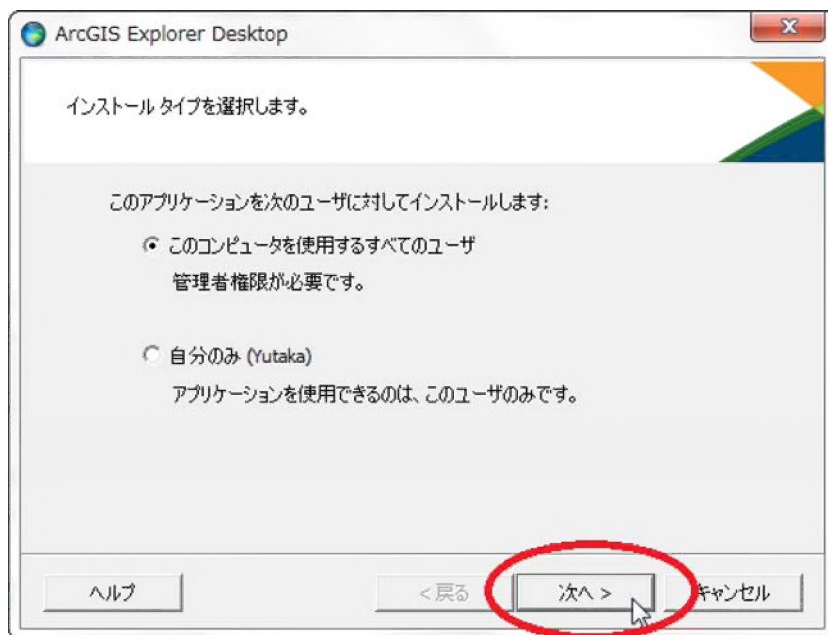 ArcGIS Explorer Desktop
インストール タイプを選択します。
このアプリケーションを次のユーザに対してインストールします:
このコンピュータを使用するすべてのユーザ
管理者権限が必要です。
自分のみ (Yutaka)
アプリケーションを使用できるのは、このユーザのみです。
ヘルプ
< 戻る
次へ >
キャンセル